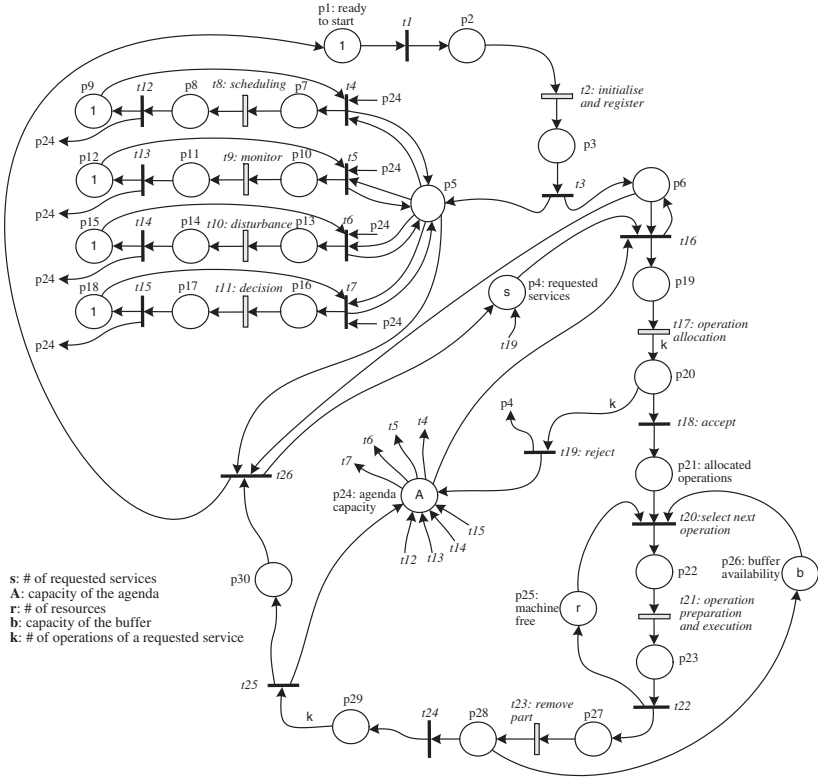 p1: ready
to start
t1
p2
1
t2: initialise
and register
p3
t3
p9
t12
p8
t8: scheduling
p7
t4
1
p24
p24
p12
t13
p11
t9: monitor
p10
t5
1
p24
p24
p5
p6
p15
t14
p14
t10: disturbance
p13
t6
1
p24
p24
t16
p18
t15
p17
t11: decision
p16
t7
1
p24
p24
s
p4: requested
services
t19
p19
t17: operation
allocation
k
p20
k
p4
t18: accept
t19: reject
t26
t7
t6
t5
t4
p24: agenda
capacity
A
t12
t13
t14
t15
p21: allocated
operations
t20:select next
operation
p26: buffer
availability
b
p22
p25:
machine
free
r
t21: operation
preparation
and execution
p23
t22
p30
s: # of requested services
A: capacity of the agenda
r: # of resources
b: capacity of the buffer
k: # of operations of a requested service
t25
k
p29
t24
p28
t23: remove
part
p27